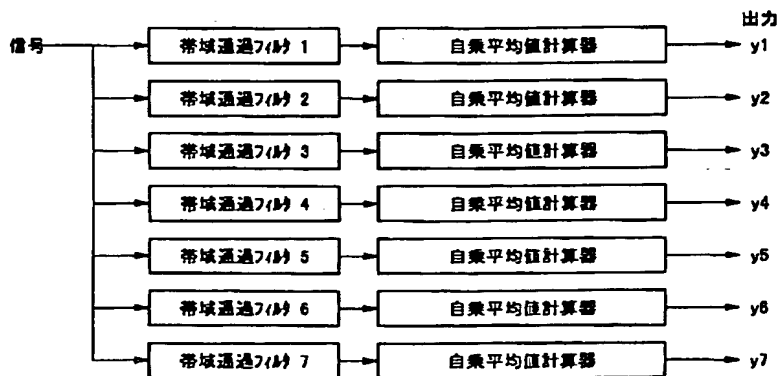 出力
信号 帯域通過フィルタ 1 自乗平均値計算器 y1
帯域通過フィルタ 2 自乗平均値計算器 y2
帯域通過フィルタ 3 自乗平均値計算器 y3
帯域通過フィルタ 4 自乗平均値計算器 y4
帯域通過フィルタ 5 自乗平均値計算器 y5
帯域通過フィルタ 6 自乗平均値計算器 y6
帯域通過フィルタ 7 自乗平均値計算器 y7